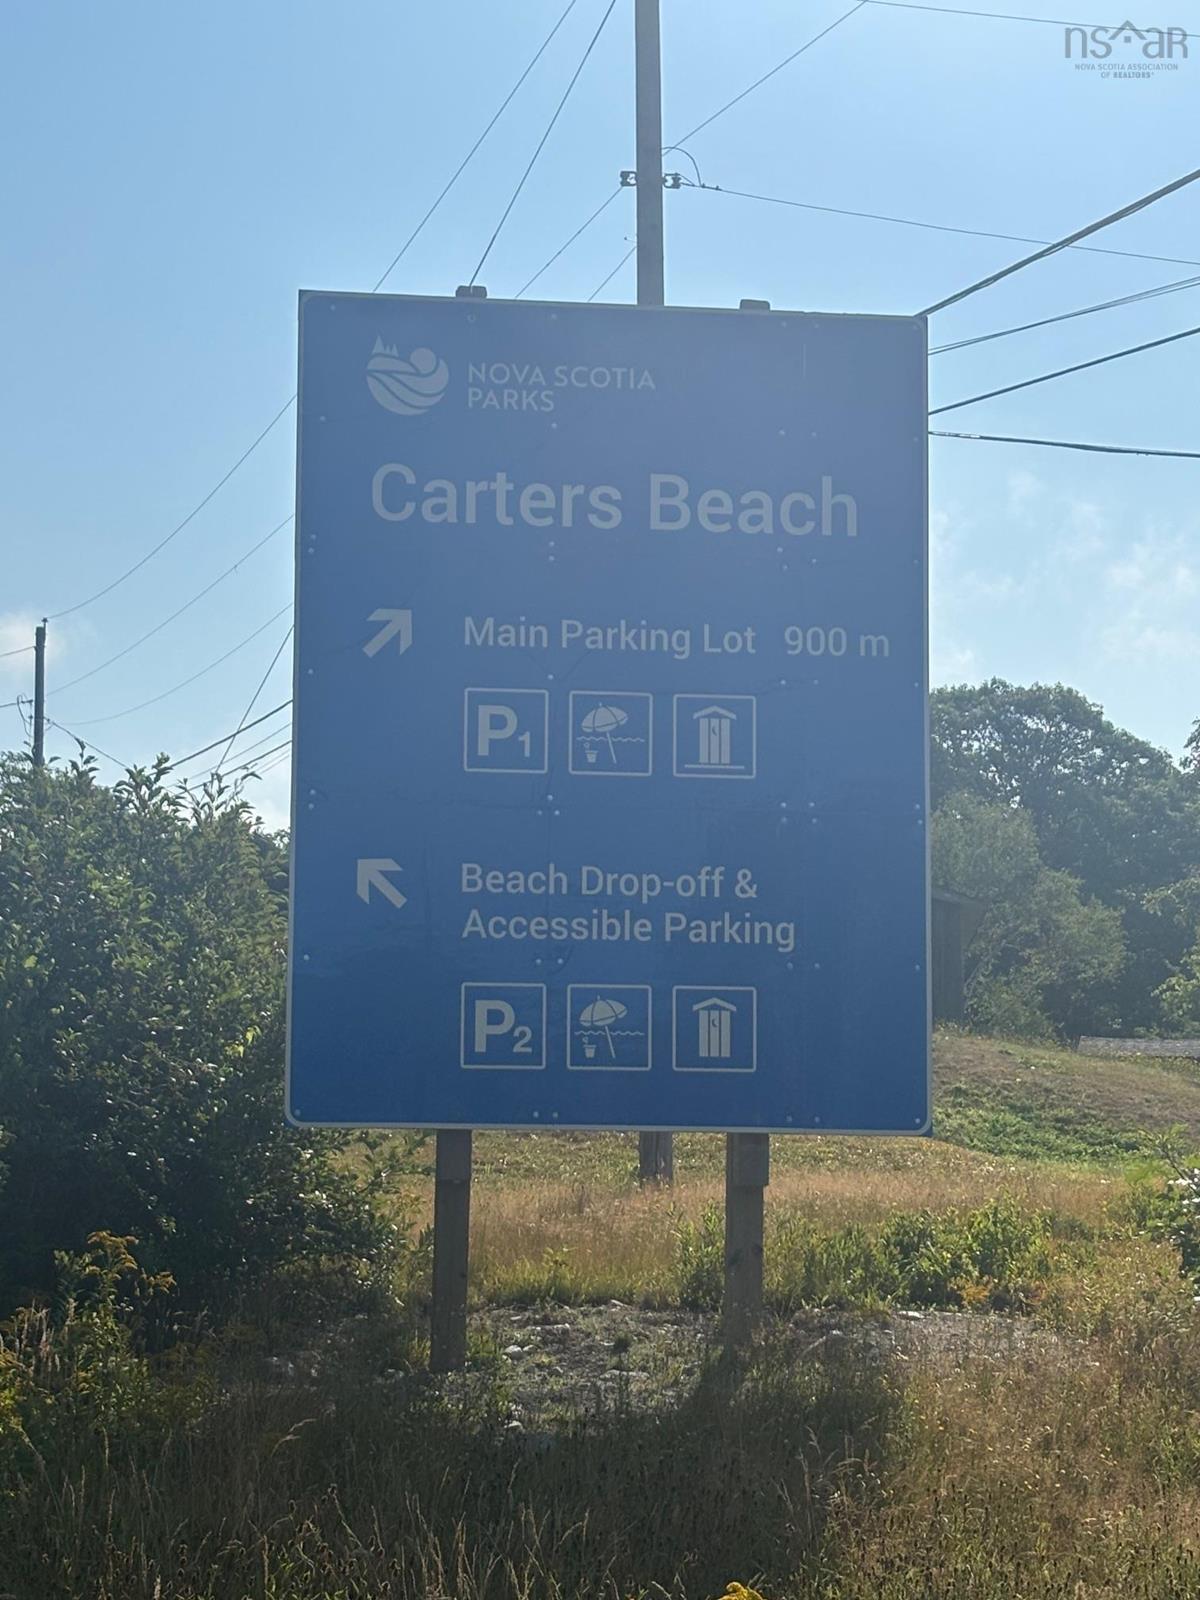 nsaar
NOVA SCOTIA ASSOCIATION
OF REALTORS®
NOVA SCOTIA
PARKS
Carters Beach
Main Parking Lot 900 m
P1
Beach Drop-off &
Accessible Parking
P2